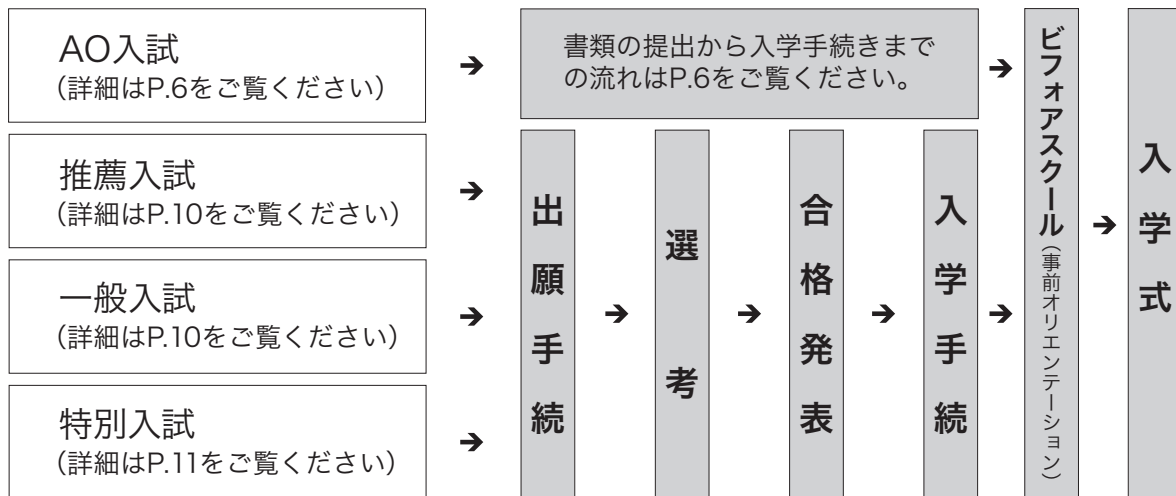 AO入試
（詳細はP.6をご覧ください）
➔
書類の提出から入学手続きまで
の流れはP.6をご覧ください。
➔
推薦入試
（詳細はP.10をご覧ください）
➔
一般入試
（詳細はP.10をご覧ください）
➔
特別入試
（詳細はP.11をご覧ください）
➔
出願手続
➔
選考
➔
合格発表
➔
入学手続
➔
ビフォアスクール（事前オリエンテーション）
➔
入学式